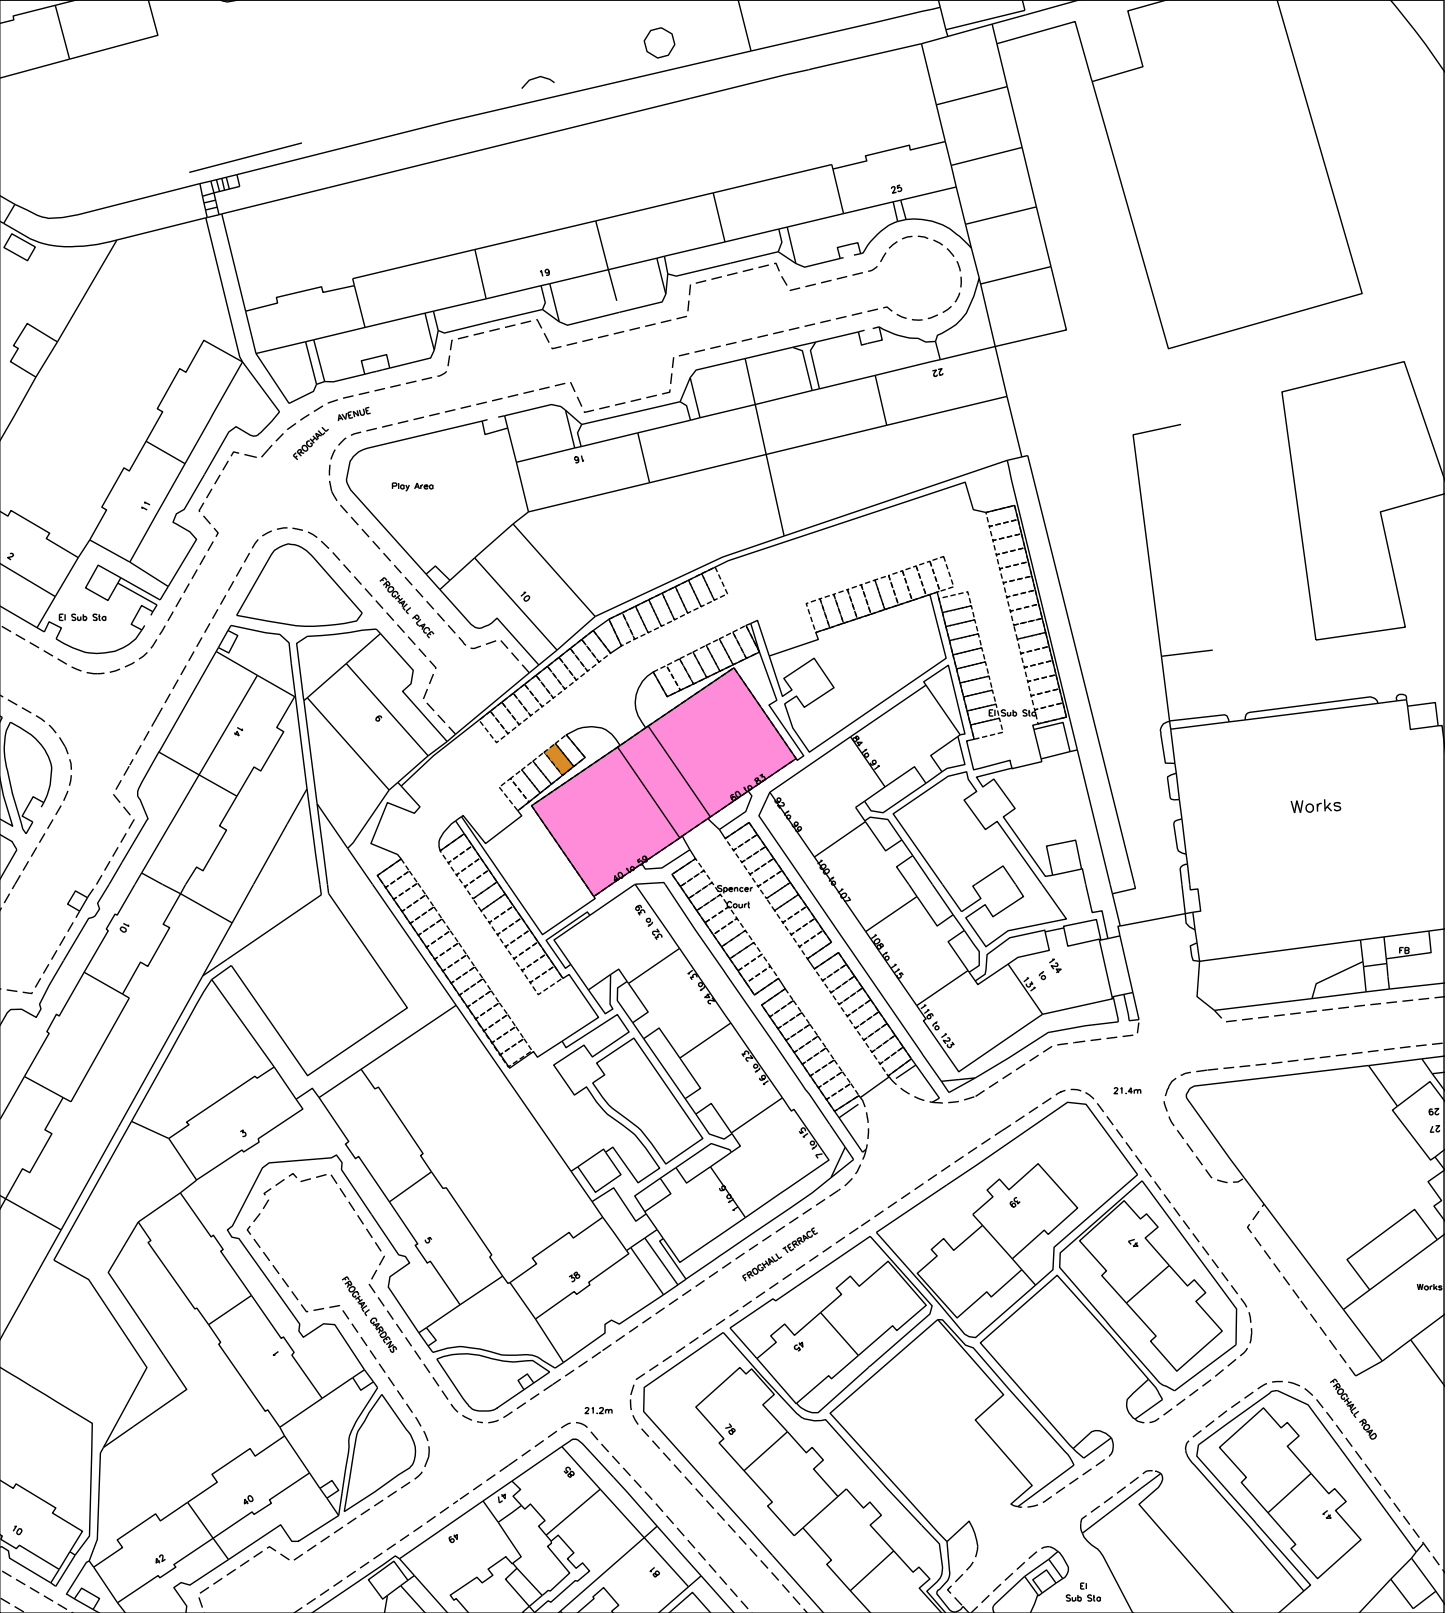 25
19
22
FROGHALL AVENUE
16
Play Area
11
2
10
FROGHALL PLACE
El Sub Sta
6
14
El Sub Sta
84 to 91
60 to 83
92 to 99
Works
40 to 59
100 to 107
Spencer
Court
32 to 39
10
108 to 115
124
to
131
FB
24 to 31
116 to 123
16 to 23
21.4m
29
27
3
7 to 15
1 to 6
39
5
47
FROGHALL TERRACE
38
Works
FROGHALL GARDENS
45
1
21.2m
FROGHALL ROAD
78
85
47
40
49
41
10
42
81
El
Sub Sta